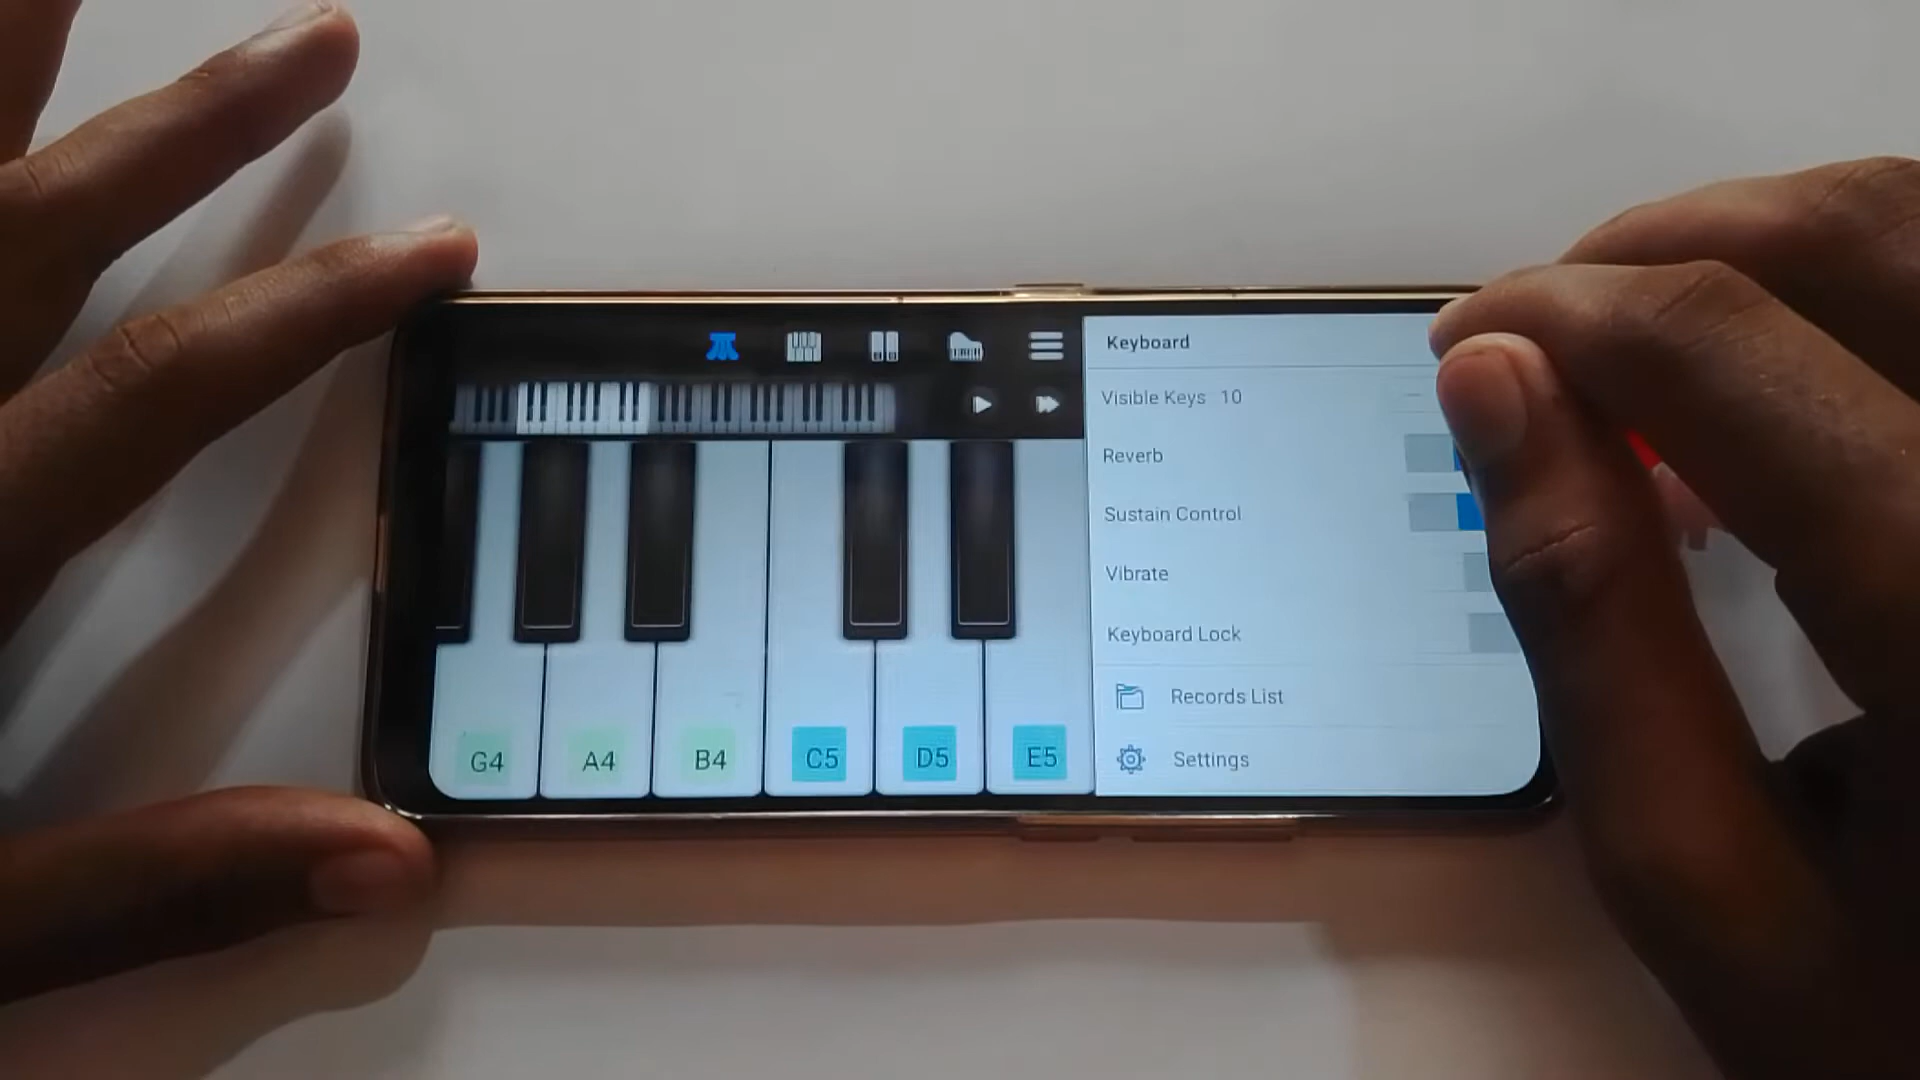 Keyboard
Visible Keys 10
Reverb
Sustain Control
Vibrate
Keyboard Lock
Records List
Settings
G4 A4 B4 C5 D5 E5